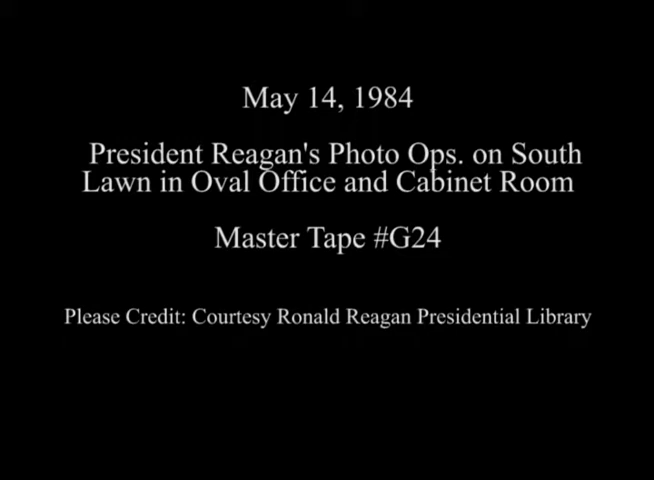 May 14, 1984
President Reagan's Photo Ops. on South
Lawn in Oval Office and Cabinet Room
Master Tape #G24
Please Credit: Courtesy Ronald Reagan Presidential Library